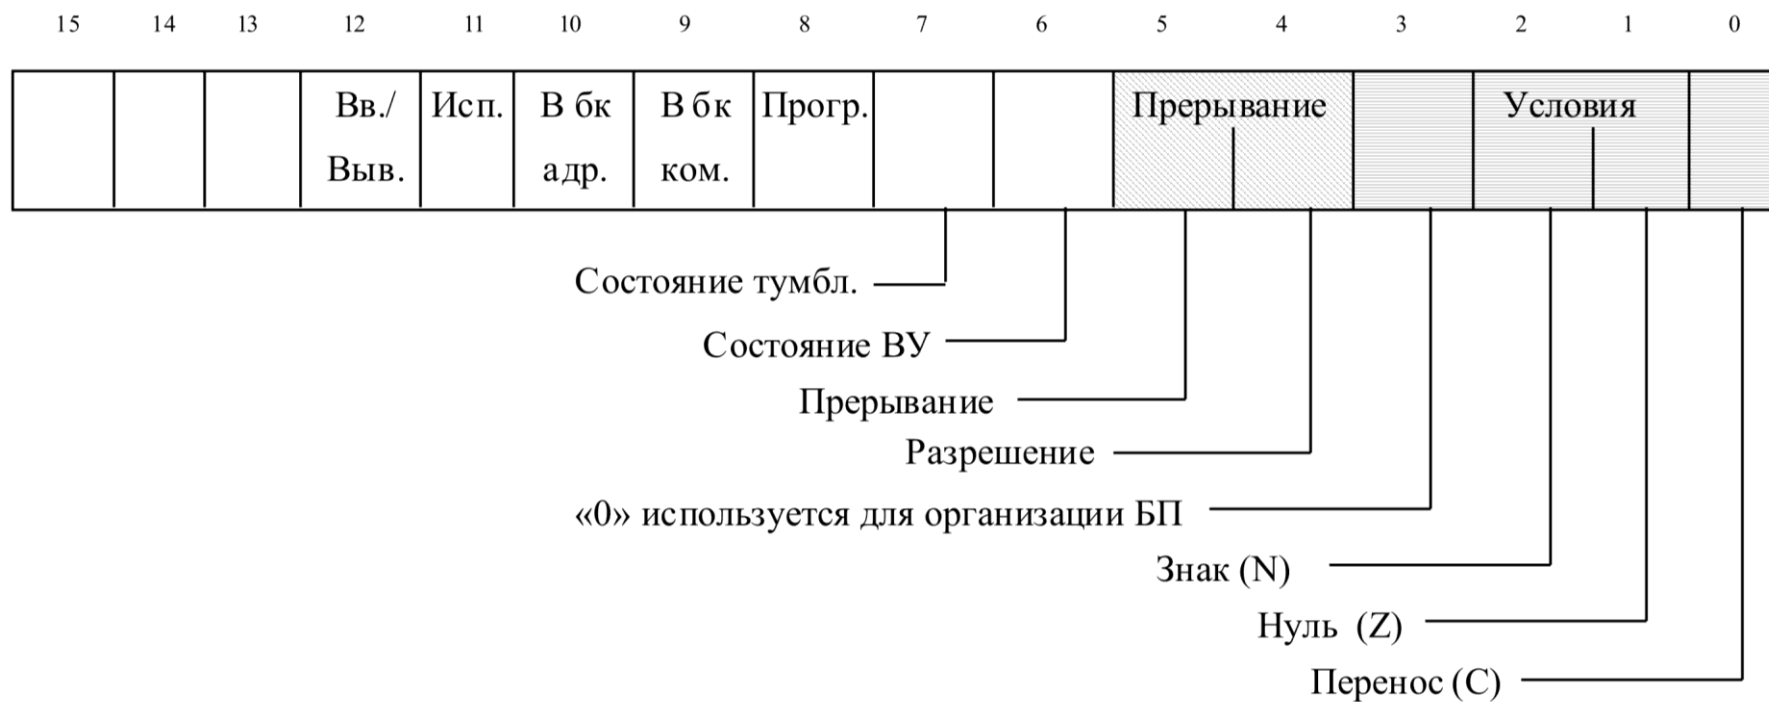 15 14 13 12 11 10 9 8 7 6 5 4 3 2 1 0
Вв./ Исп. В бк В бк Прогр. Прерывание Условия
Выв. адр. ком.
Состояние тумбл.
Состояние ВУ
Прерывание
Разрешение
«0» используется для организации БП
Знак (N)
Нуль (Z)
Перенос (C)